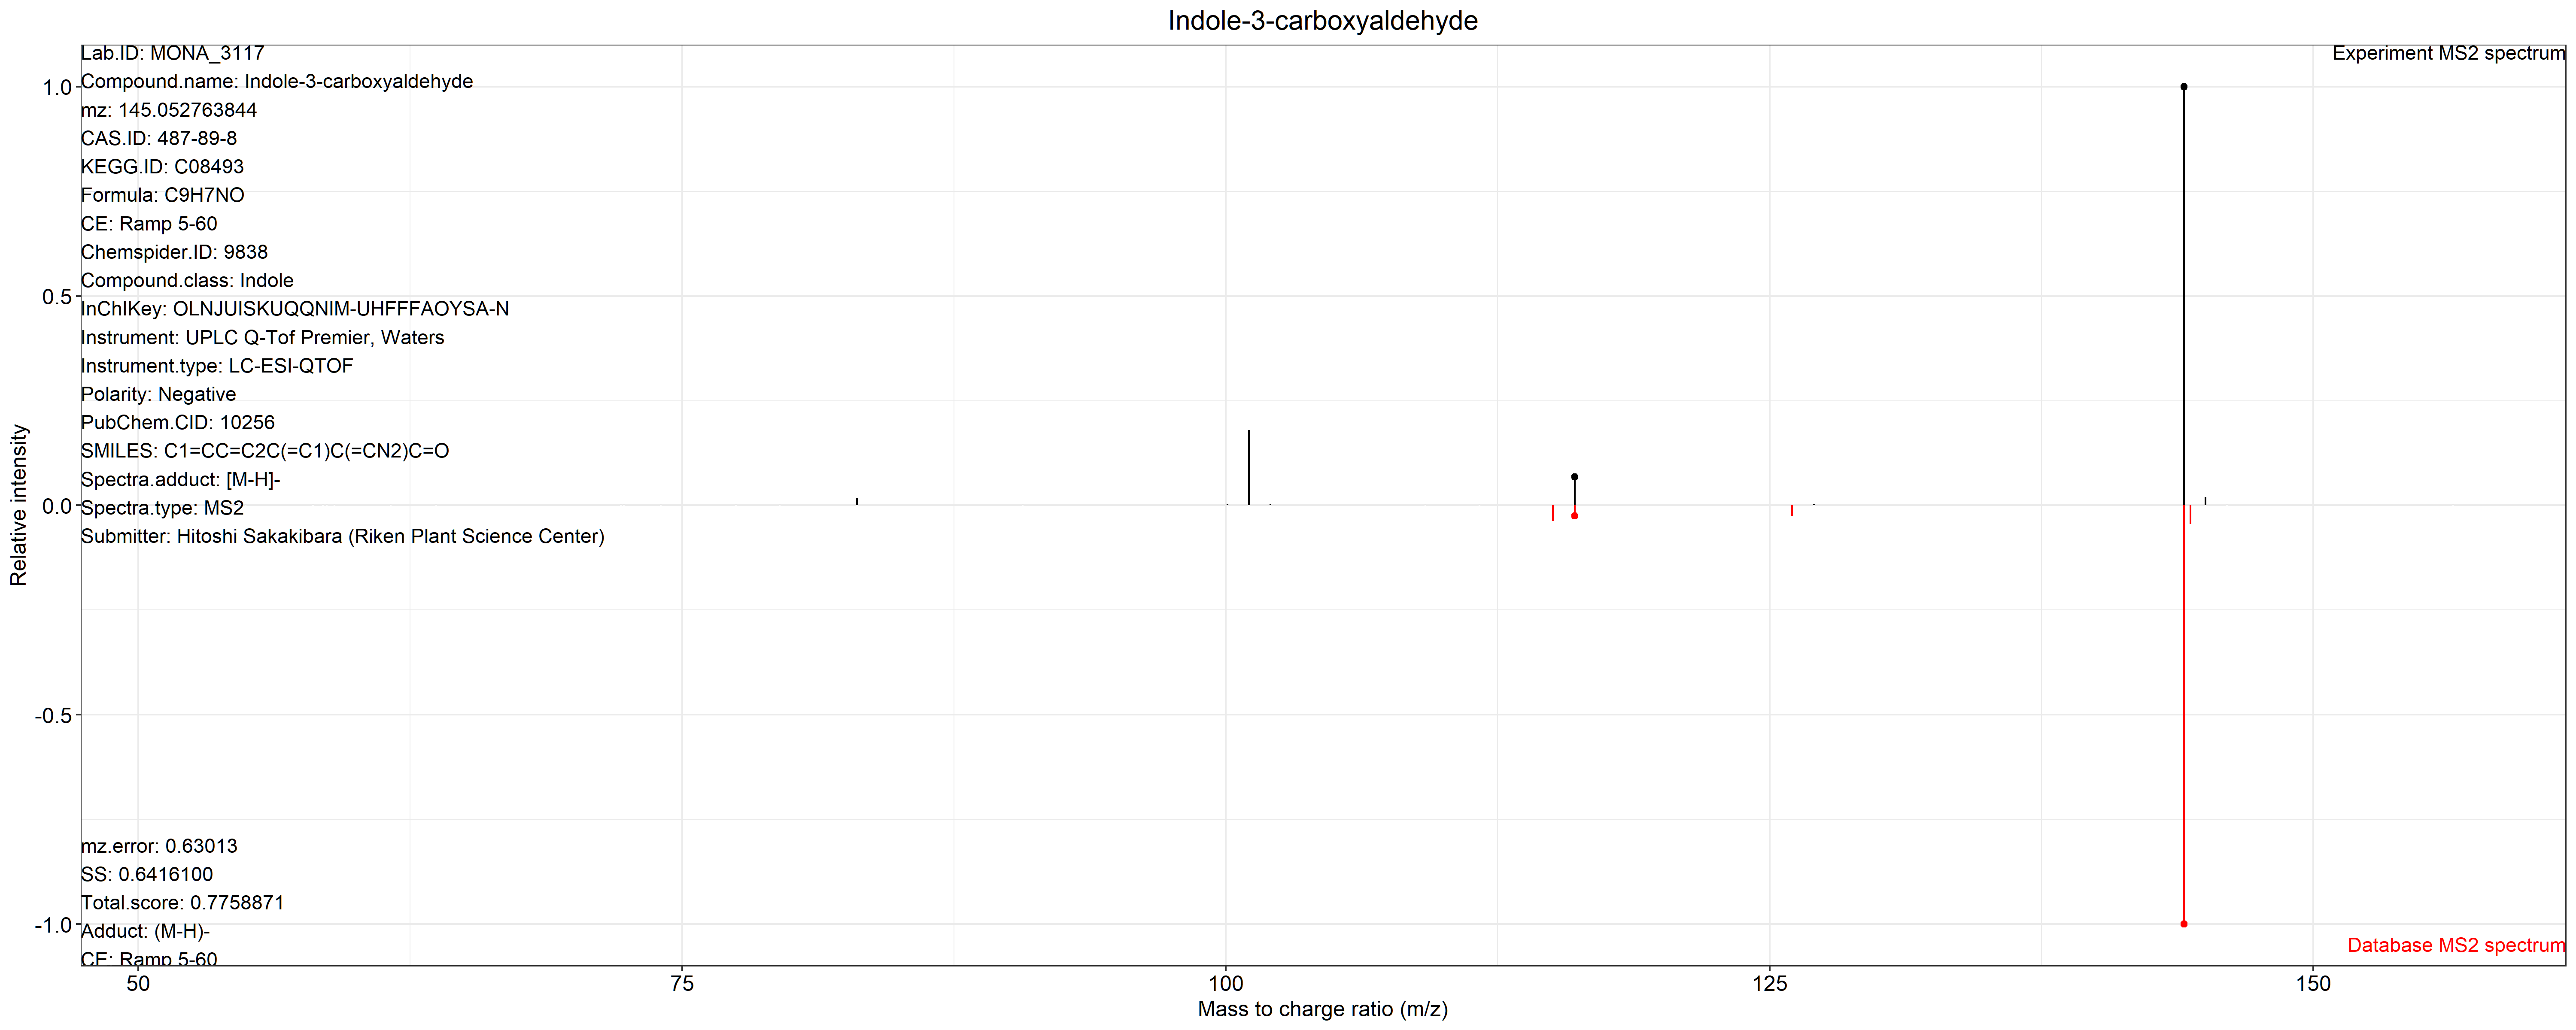 Indole-3-carboxyaldehyde
Lab.ID: MONA_3117
Experiment MS2 spectrum
Compound.name: Indole-3-carboxyaldehyde
mz: 145.052763844
CAS.ID: 487-89-8
KEGG.ID: C08493
Formula: C9H7NO
CE: Ramp 5-60
Chemspider.ID: 9838
Compound.class: Indole
InChIKey: OLNJUISKUQQNIM-UHFFFAOYSA-N
Instrument: UPLC Q-Tof Premier, Waters
Instrument.type: LC-ESI-QTOF
Polarity: Negative
PubChem.CID: 10256
SMILES: C1=CC=C2C(=C1)C(=CN2)C=O
Spectra.adduct: [M-H]-
Spectra.type: MS2
Submitter: Hitoshi Sakakibara (Riken Plant Science Center)
mz.error: 0.63013
SS: 0.6416100
Total.score: 0.7758871
Adduct: (M-H)-
CE: Ramp 5-60
Database MS2 spectrum
1.0
0.5
0.0
-0.5
-1.0
Relative intensity
50
75
100
125
150
Mass to charge ratio (m/z)